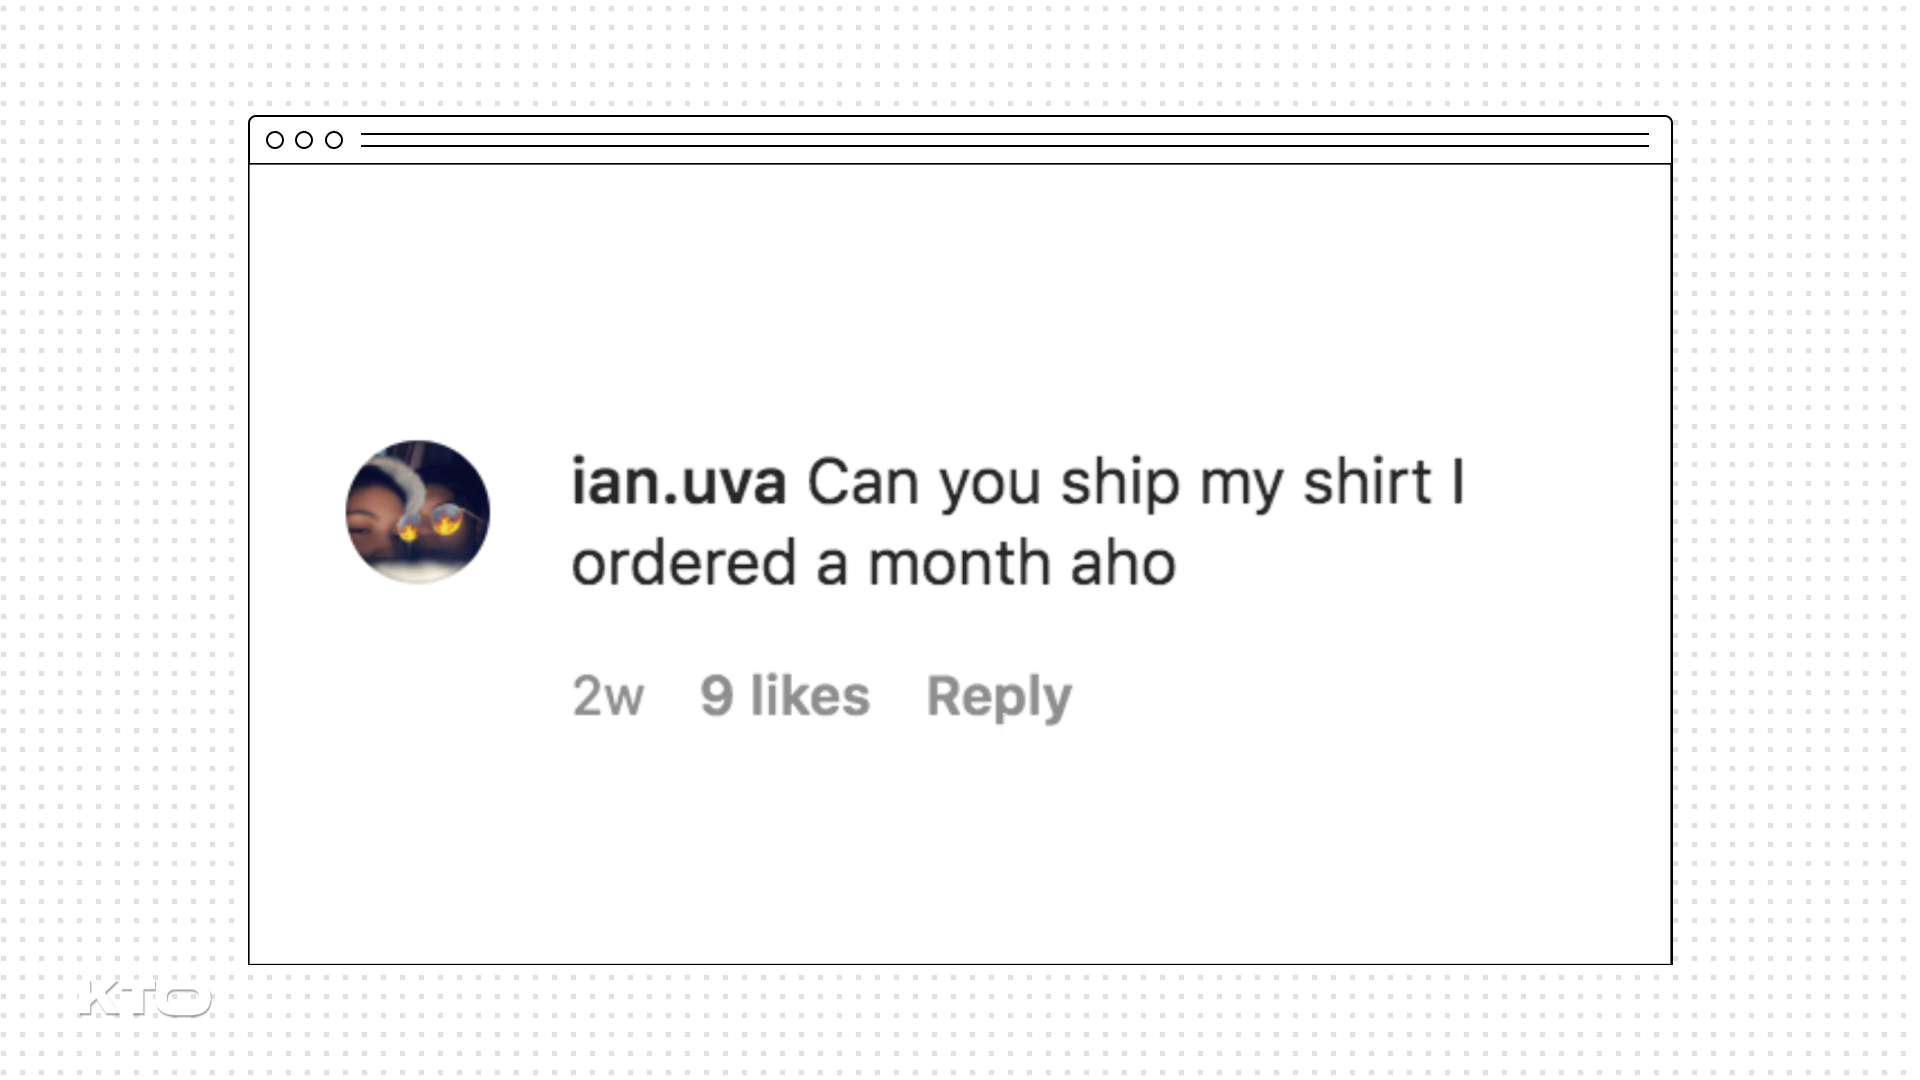 ian.uva Can you ship my shirt I
ordered a month aho
2w 9 likes Reply
KTO